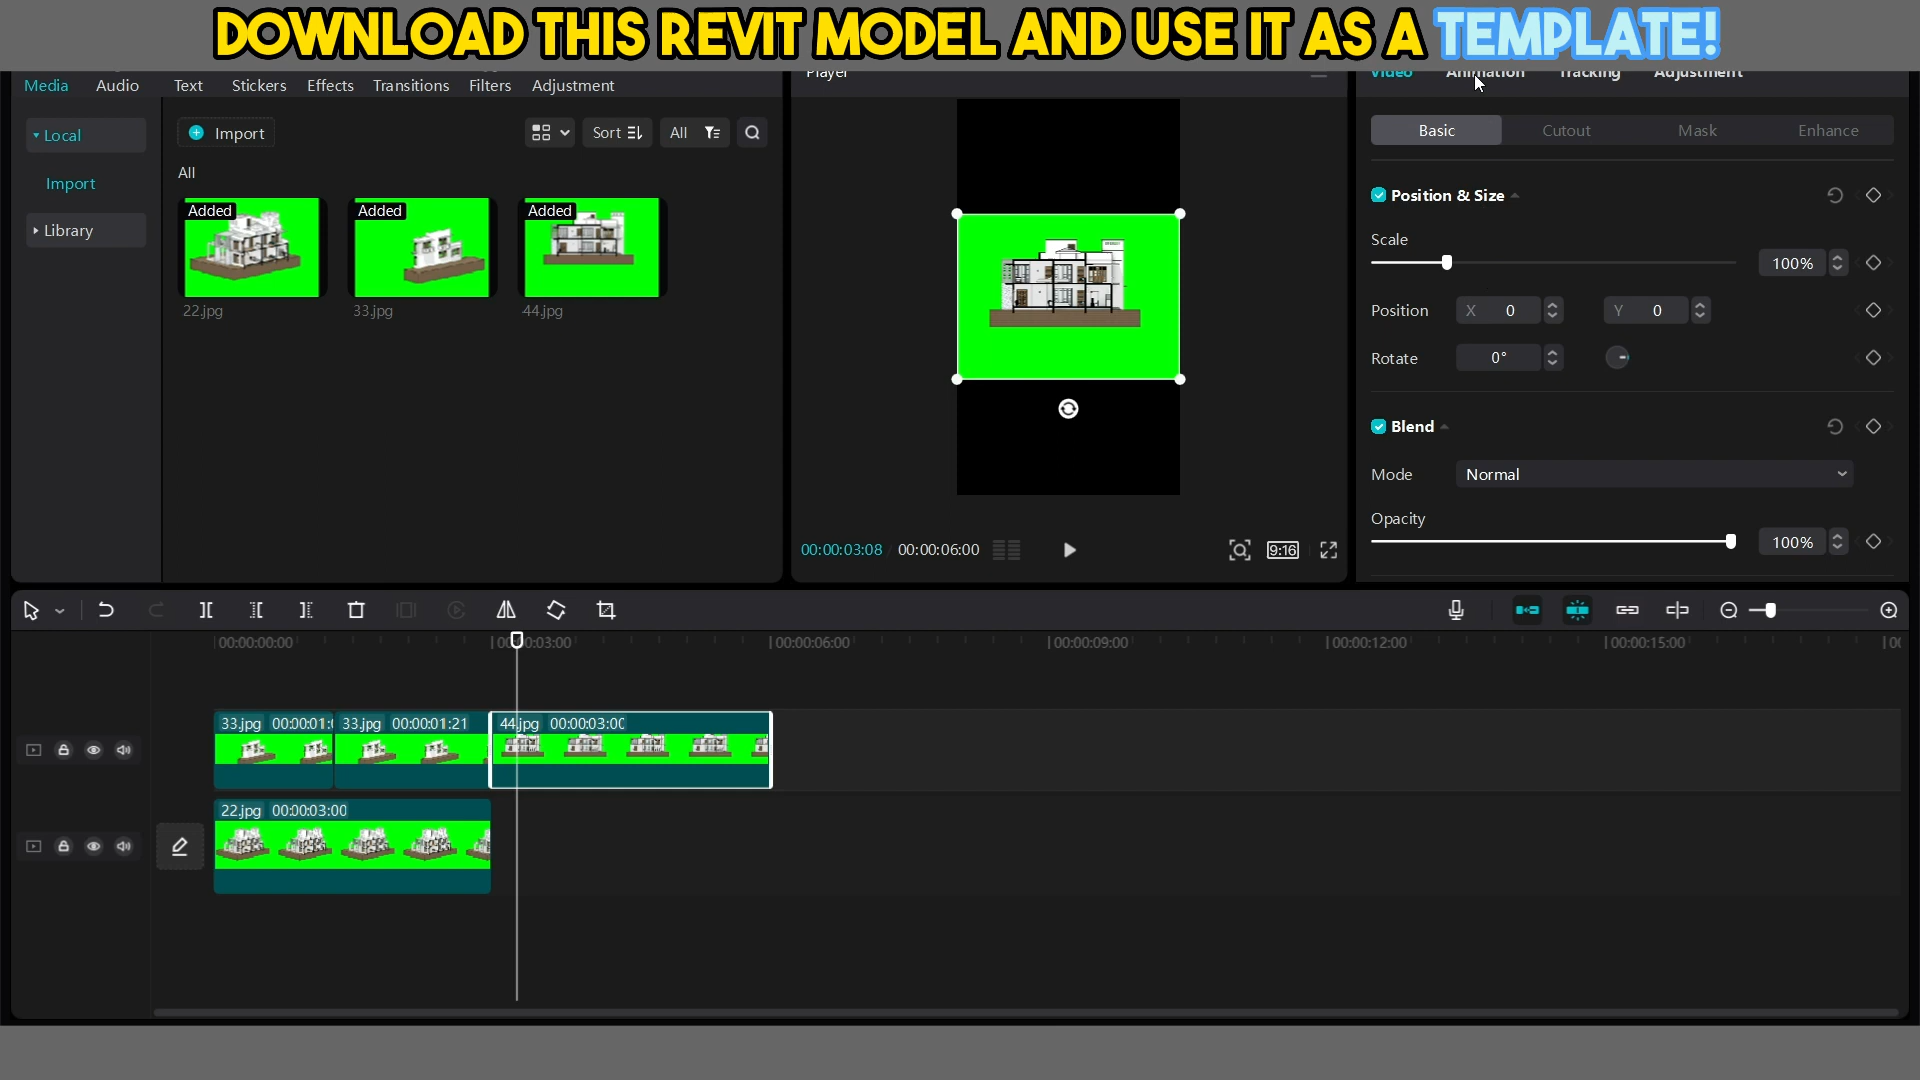 DOWNLOAD THIS REVIT MODEL AND USE IT AS A TEMPLATE!
Media Audio Text Stickers Effects Transitions Filters Adjustment
Player
Video Animation Tracking Adjustment
Local
Import
Library
Import
Sort
All
All
Added
22.jpg
Added
33.jpg
Added
44.jpg
00:00:03:08 / 00:00:06:00
9:16
Basic Cutout Mask Enhance
Position & Size
Scale
100%
Position X 0 Y 0
Rotate 0°
Blend
Mode Normal
Opacity
100%
00:00:00:00 00:00:06:00 00:00:09:00 00:00:12:00 00:00:15:00
33.jpg 33.jpg 00:00:01:21 44.jpg
22.jpg 00:00:03:00